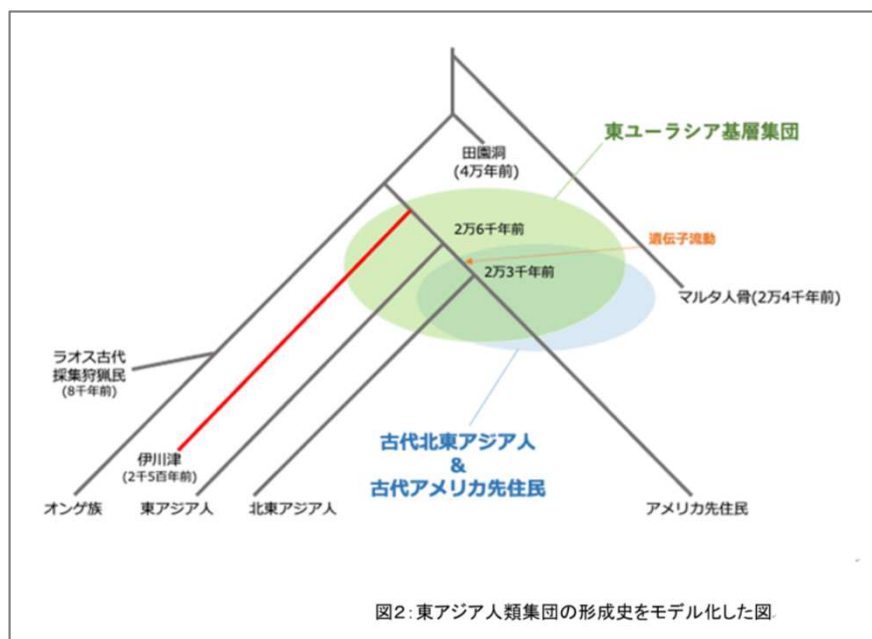 東ユーラシア基層集団
田園洞
(4万年前)
2万6千年前
遺伝子流動
2万3千年前
マルタ人骨(2万4千年前)
ラオス古代
採集狩猟民
(8千年前)
古代北東アジア人
&
古代アメリカ先住民
伊川津
(2千5百年前)
オンゲ族 東アジア人 北東アジア人 アメリカ先住民
図2:東アジア人類集団の形成史をモデル化した図